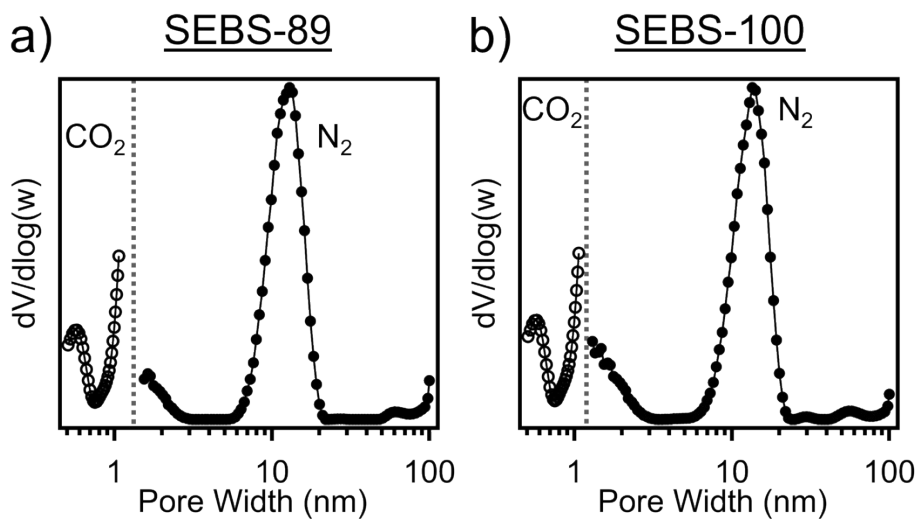 a) SEBS-89
CO₂
N₂
dV/dlog(w)
1 10 100
Pore Width (nm)
b) SEBS-100
CO₂
N₂
dV/dlog(w)
1 10 100
Pore Width (nm)